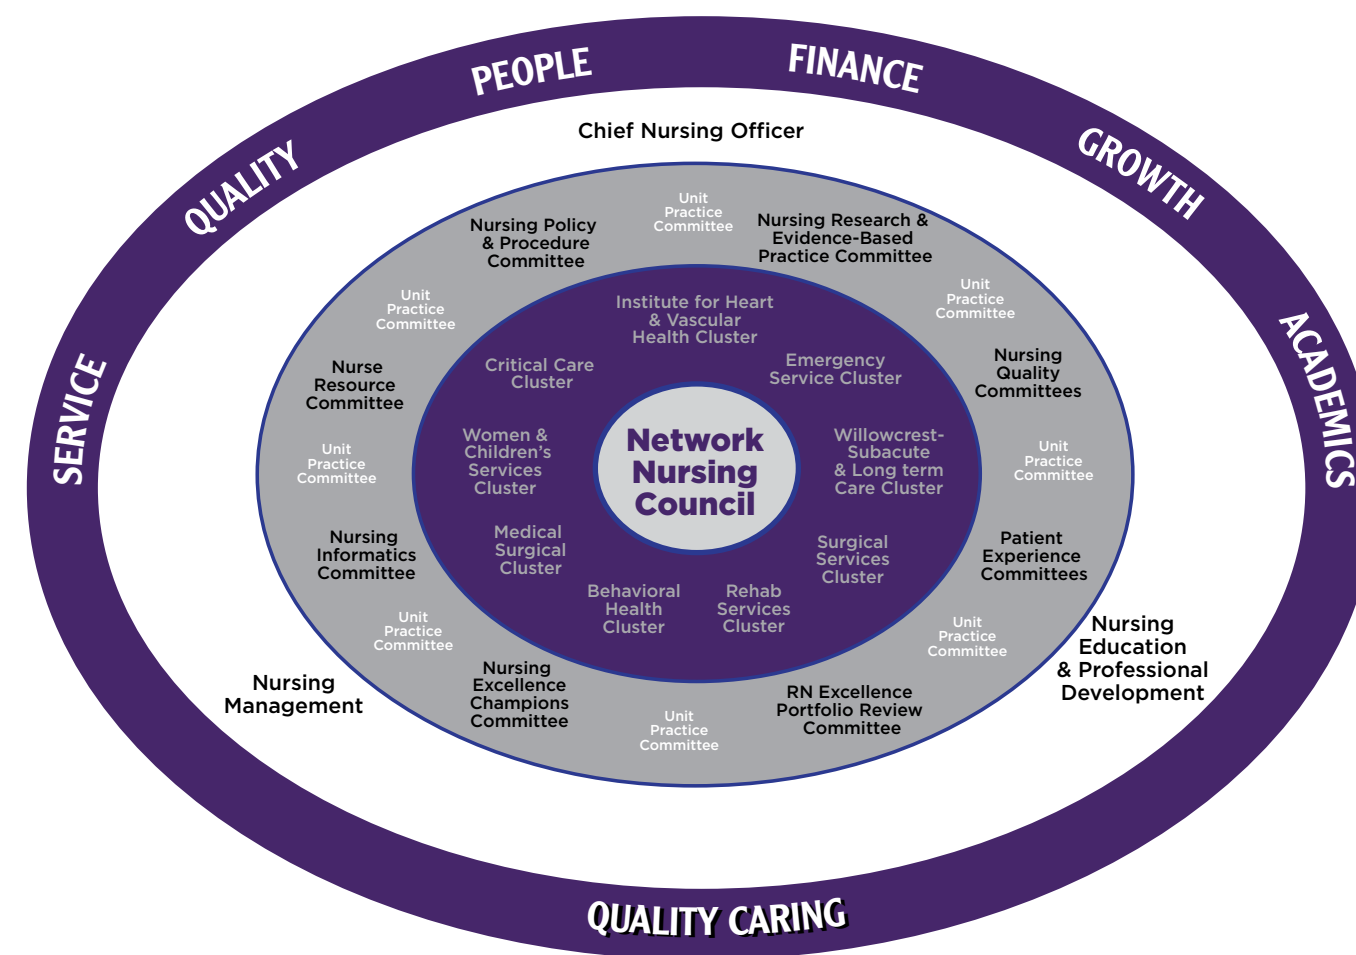 SERVICE
QUALITY
PEOPLE
FINANCE
GROWTH
ACADEMICS
Chief Nursing Officer
Unit
Practice
Committee
Nursing Policy
& Procedure
Committee
Nursing Research &
Evidence-Based
Practice Committee
Unit
Practice
Committee
Unit
Practice
Committee
Institute for Heart
& Vascular
Health Cluster
Nurse
Resource
Committee
Critical Care
Cluster
Emergency
Service Cluster
Nursing
Quality
Committees
Unit
Practice
Committee
Women &
Children's
Services
Cluster
Network
Nursing
Council
Willowcrest-
Subacute
& Long term
Care Cluster
Unit
Practice
Committee
Nursing
Informatics
Committee
Medical
Surgical
Cluster
Surgical
Services
Cluster
Patient
Experience
Committees
Behavioral
Health
Cluster
Rehab
Services
Cluster
Unit
Practice
Committee
Unit
Practice
Committee
Nursing
Management
Nursing
Excellence
Champions
Committee
Unit
Practice
Committee
RN Excellence
Portfolio Review
Committee
Nursing
Education
& Professional
Development
QUALITY CARING